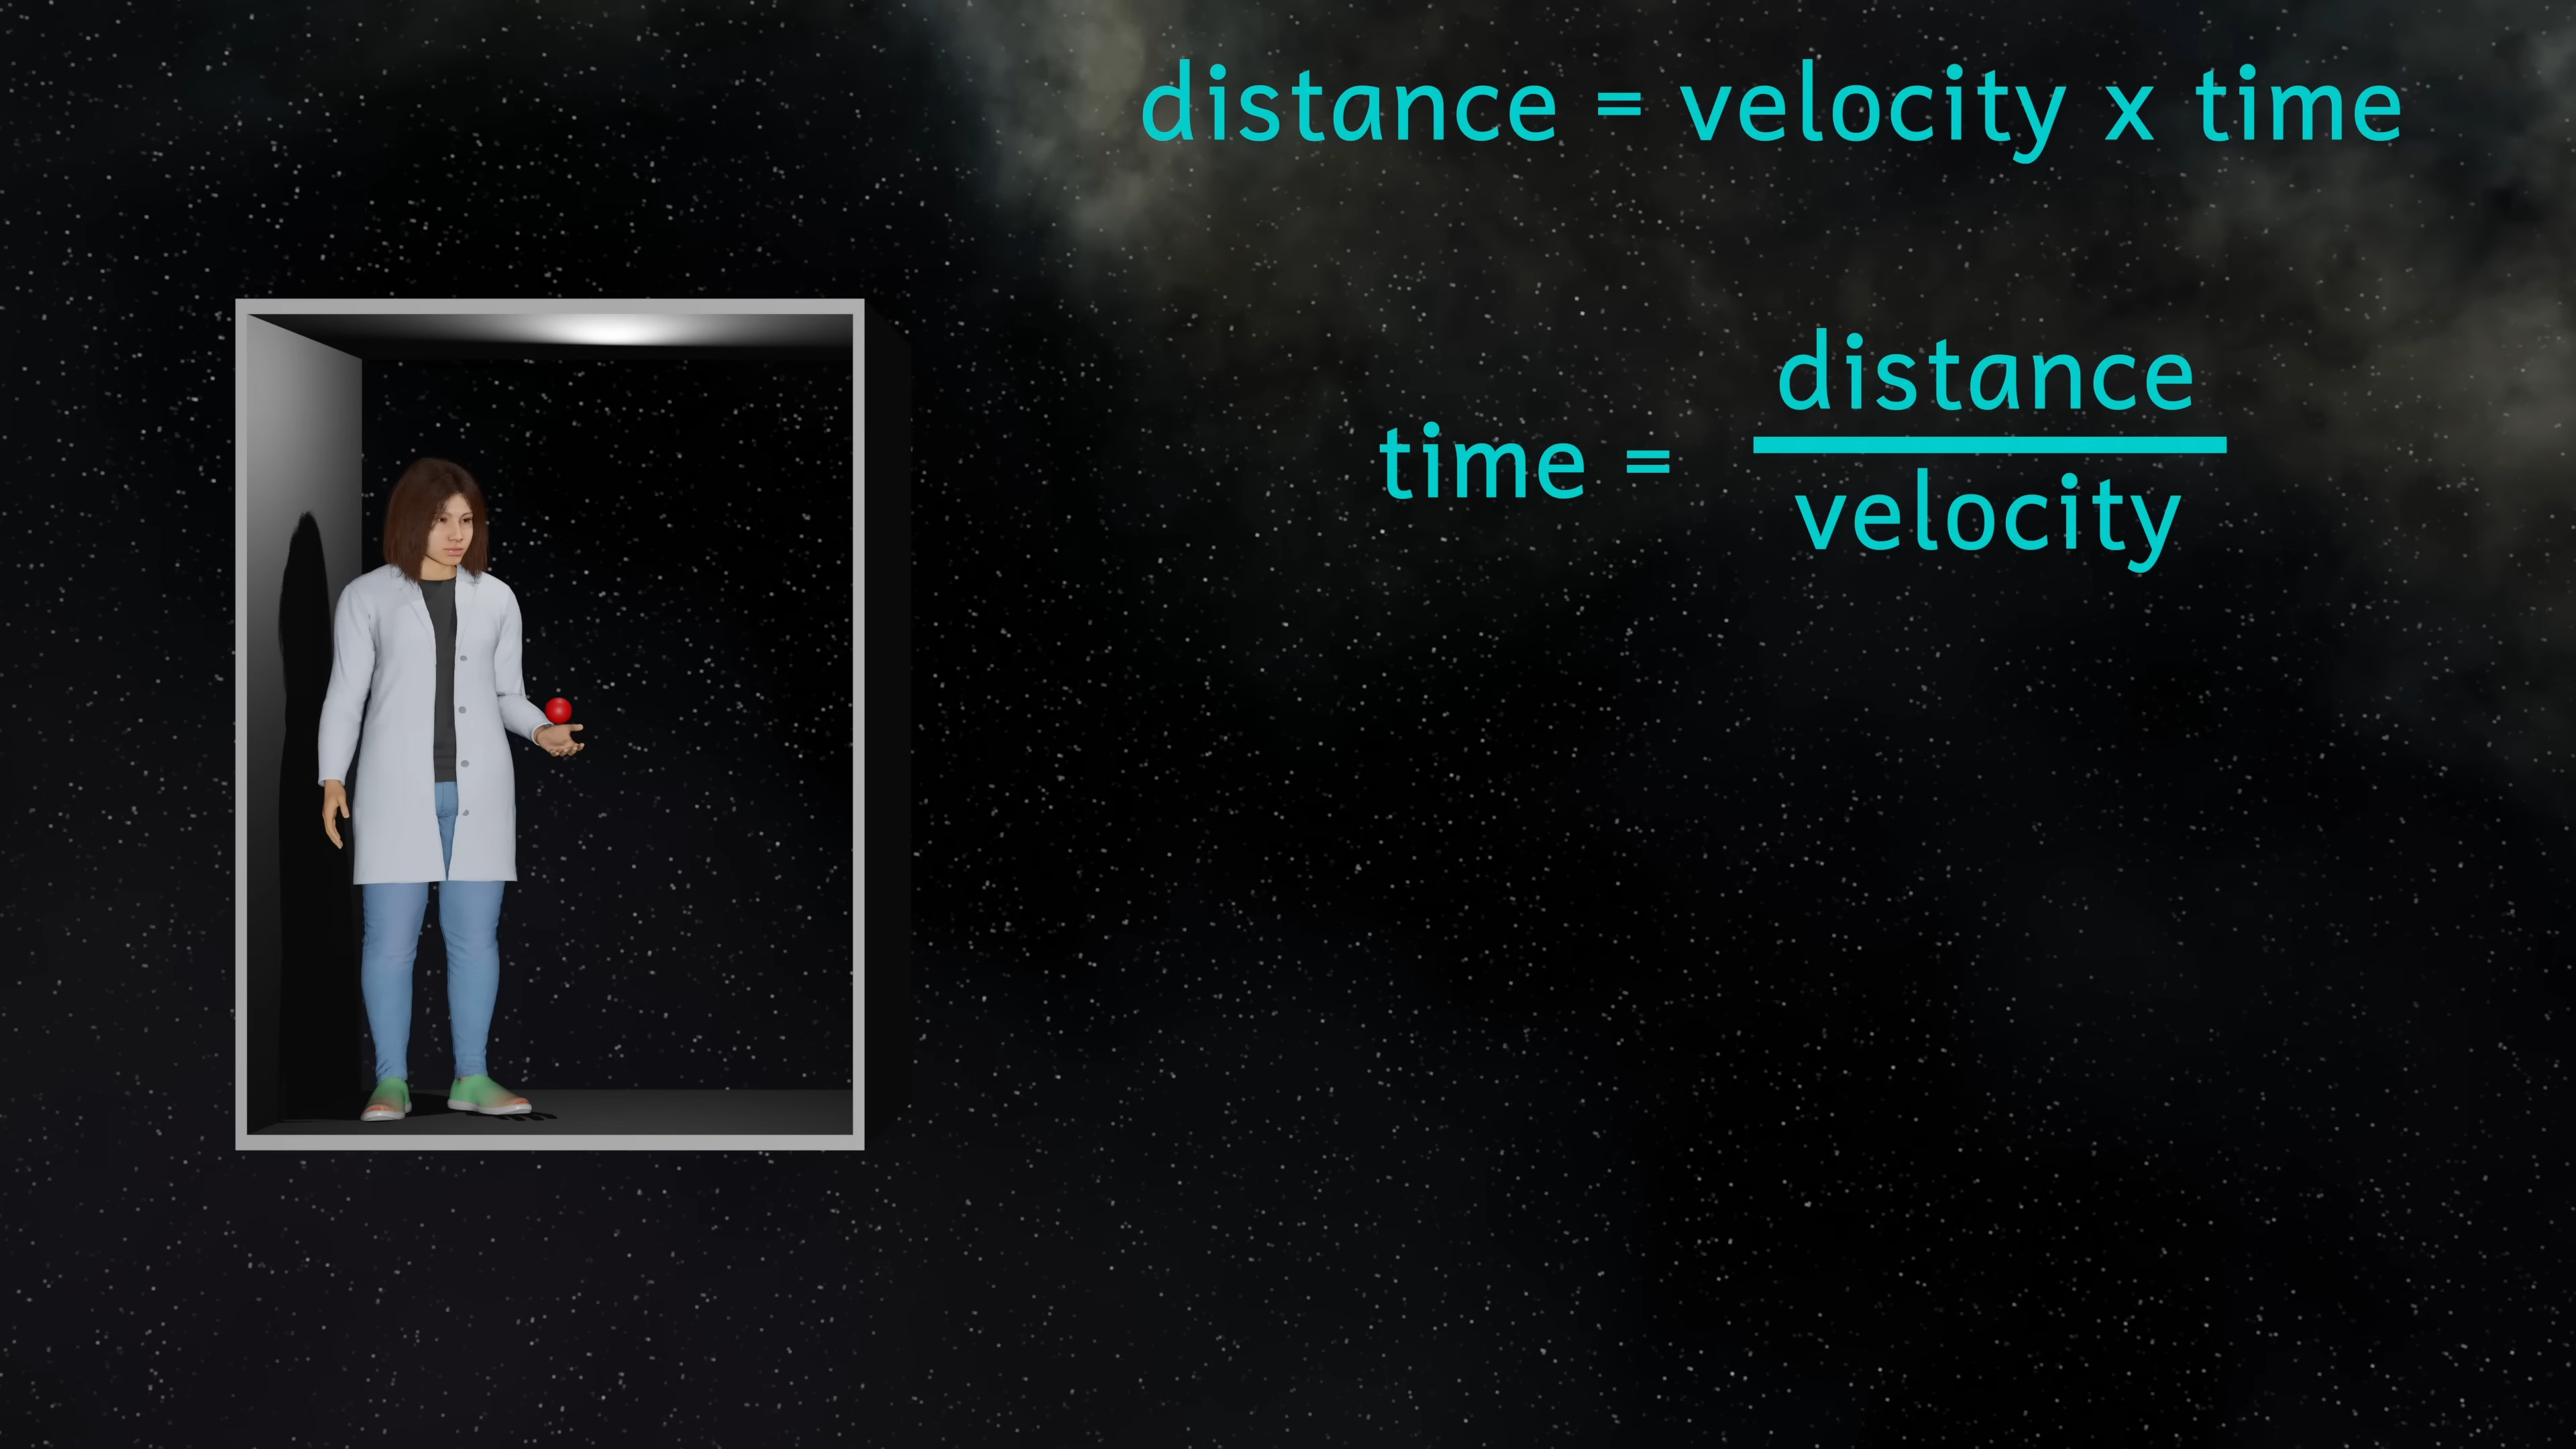 distance = velocity x time
distance
time =
velocity